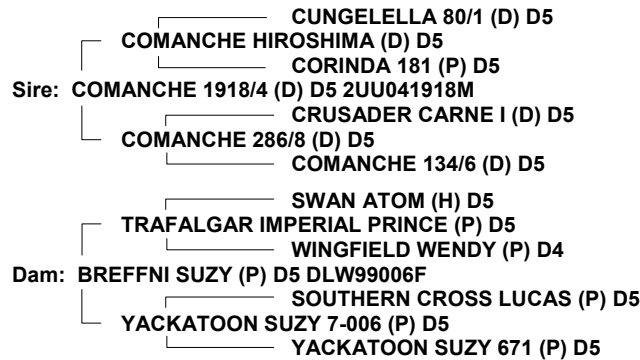 CUNGELELLA 80/1 (D) D5
COMANCHE HIROSHIMA (D) D5
CORINDA 181 (P) D5
Sire: COMANCHE 1918/4 (D) D5 2UU041918M
CRUSADER CARNE I (D) D5
COMANCHE 286/8 (D) D5
COMANCHE 134/6 (D) D5
SWAN ATOM (H) D5
TRAFALGAR IMPERIAL PRINCE (P) D5
WINGFIELD WENDY (P) D4
Dam: BREFFNI SUZY (P) D5 DLW99006F
SOUTHERN CROSS LUCAS (P) D5
YACKATOON SUZY 7-006 (P) D5
YACKATOON SUZY 671 (P) D5